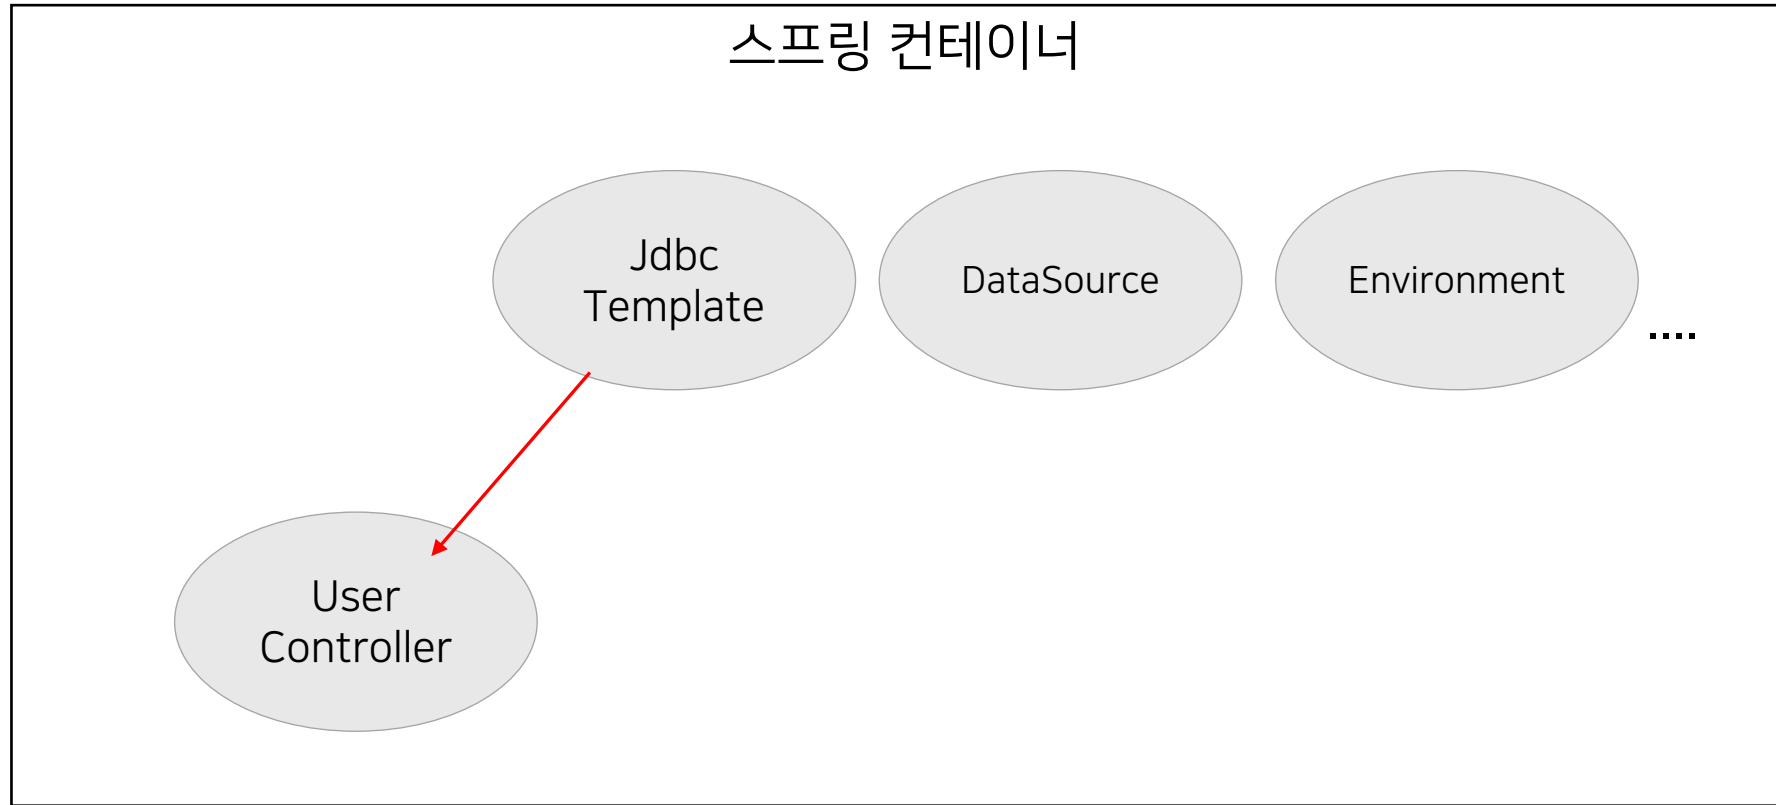 스프링 컨테이너
Jdbc
Template
DataSource
Environment
....
User
Controller